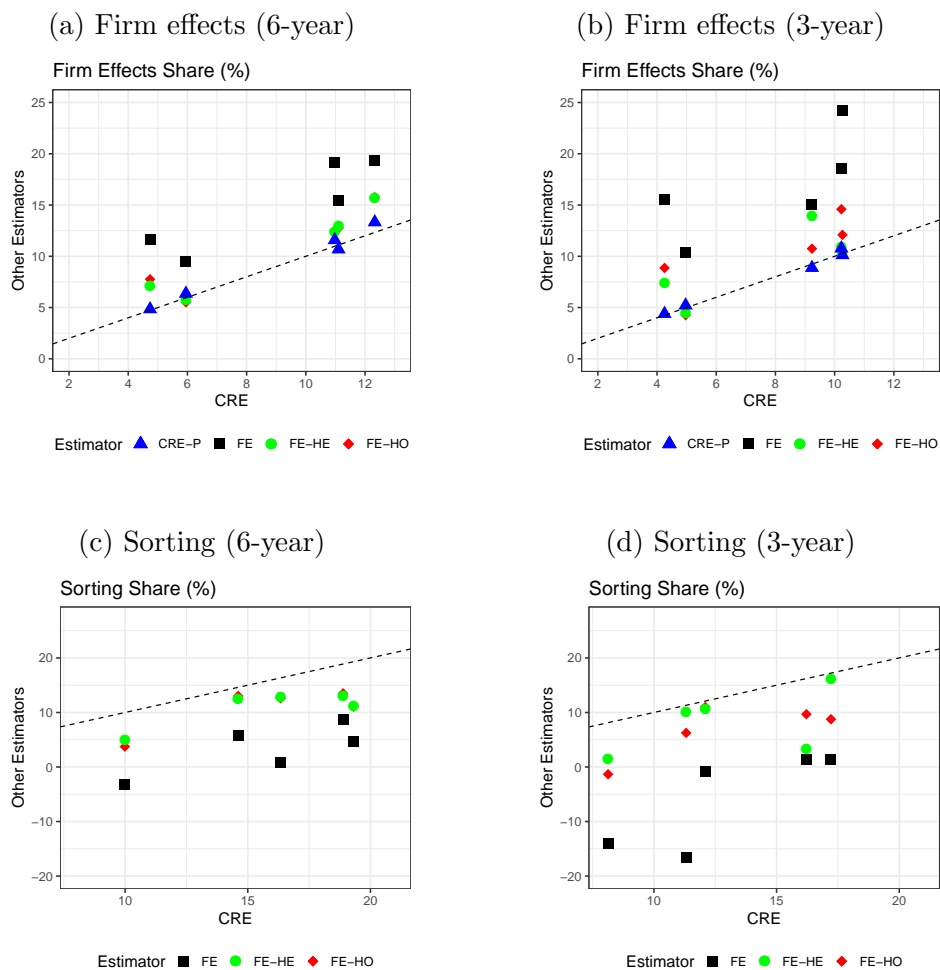 (a) Firm effects (6-year)
Firm Effects Share (%)
Other Estimators
25
20
15
10
5
0
2 4 6 8 10 12
CRE
Estimator CRE−P FE FE−HE FE−HO
(b) Firm effects (3-year)
Firm Effects Share (%)
Other Estimators
25
20
15
10
5
0
2 4 6 8 10 12
CRE
Estimator CRE−P FE FE−HE FE−HO
(c) Sorting (6-year)
Sorting Share (%)
Other Estimators
20
10
0
−10
−20
10 15 20
CRE
Estimator FE FE−HE FE−HO
(d) Sorting (3-year)
Sorting Share (%)
Other Estimators
20
10
0
−10
−20
10 15 20
CRE
Estimator FE FE−HE FE−HO